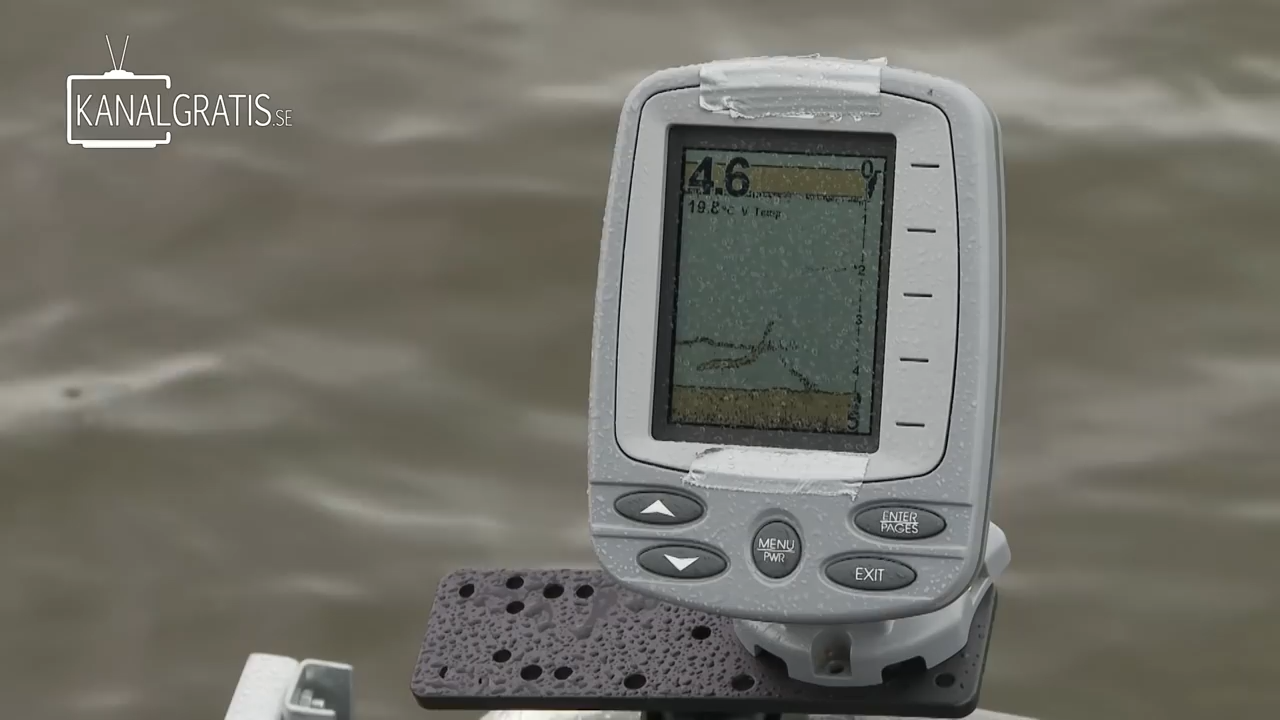 KANALGRATIS.SE
4.6
0
19.8°c V Temp
2
3
4
5
MENU
PWR
ENTER
PAGES
EXIT